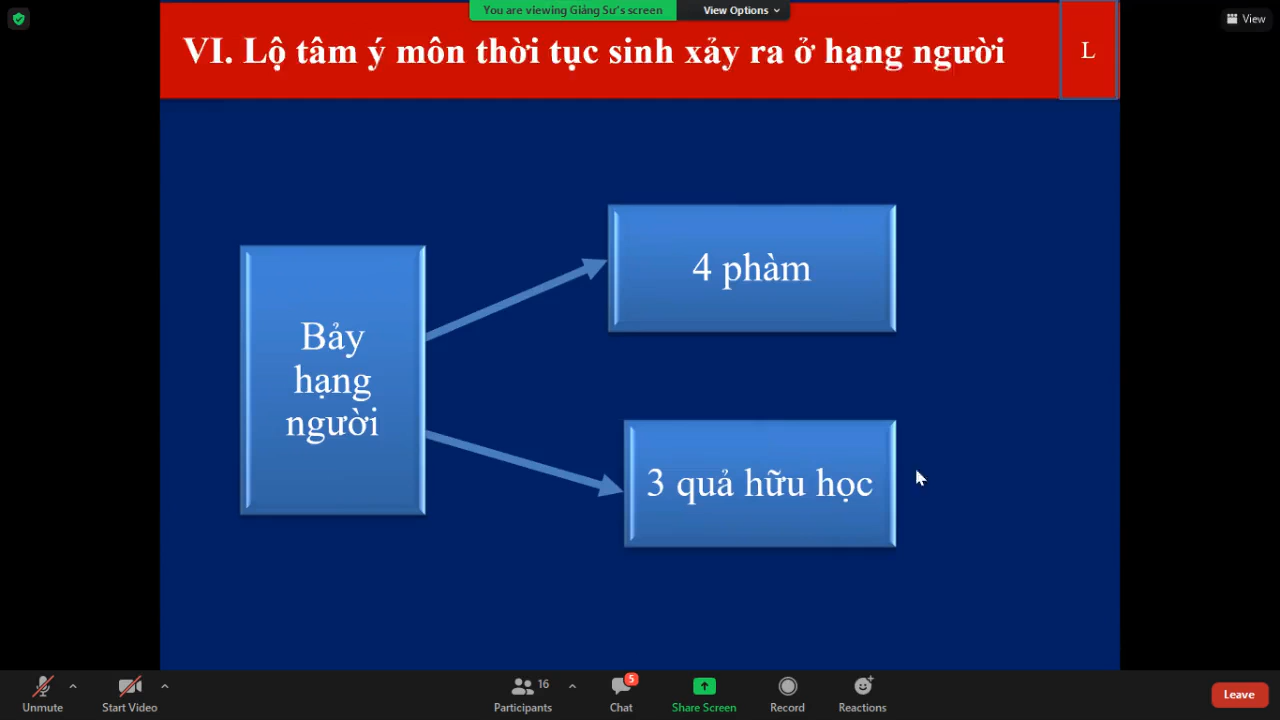 You are viewing Giảng Sư's screen
View Options
View
VI. Lộ tâm ý môn thời tục sinh xảy ra ở hạng người
L
4 phàm
Bảy
hạng
người
3 quả hữu học
16
5
Unmute
Start Video
Participants
Chat
Share Screen
Record
Reactions
Leave